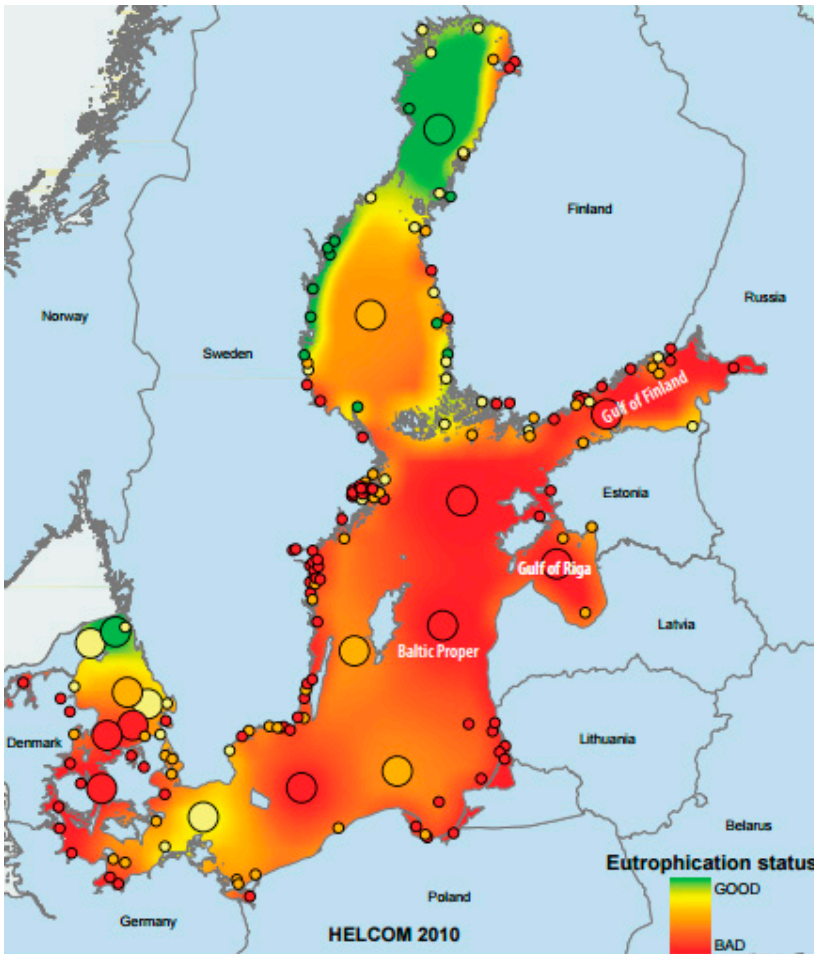 Finland
Russia
Norway
Sweden
Gulf of Finland
Estonia
Gulf of Riga
Latvia
Baltic Proper
Denmark
Lithuania
Belarus
Eutrophication status
GOOD
Poland
Germany
HELCOM 2010
BAD